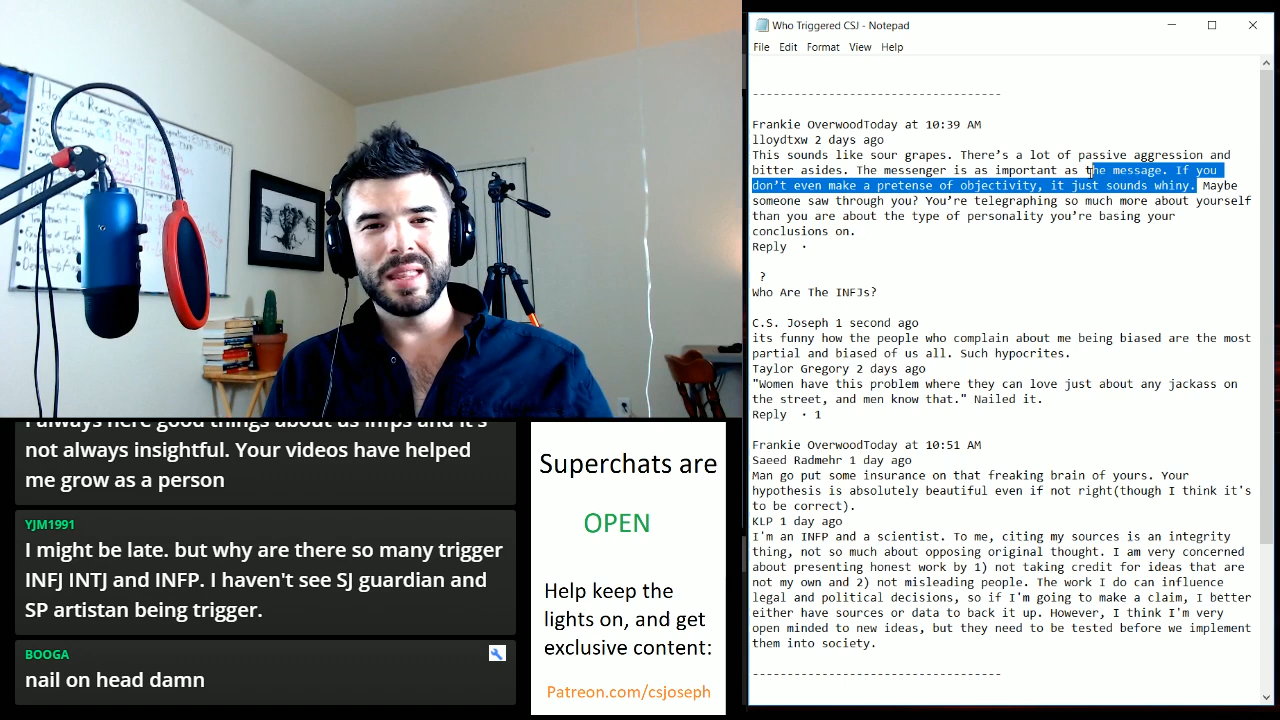 Who Triggered CSJ - Notepad
File Edit Format View Help
----------------------------------
Frankie OverwoodToday at 10:39 AM
lloydtxw 2 days ago
This sounds like sour grapes. There's a lot of passive aggression and
bitter asides. The messenger is as important as the message. If you
don't even make a pretense of objectivity, it just sounds whiny. Maybe
someone saw through you? You're telegraphing so much more about yourself
than you are about the type of personality you're basing your
conclusions on.
Reply ·
?
Who Are The INFJs?
C.S. Joseph 1 second ago
its funny how the people who complain about me being biased are the most
partial and biased of us all. Such hypocrites.
Taylor Gregory 2 days ago
"Women have this problem where they can love just about any jackass on
the street, and men know that." Nailed it.
Reply · 1
Frankie OverwoodToday at 10:51 AM
Saeed Radmehr 1 day ago
Man go put some insurance on that freaking brain of yours. Your
hypothesis is absolutely beautiful even if not right(though I think it's
to be correct).
KLP 1 day ago
I'm an INFP and a scientist. To me, citing my sources is an integrity
thing, not so much about opposing original thought. I am very concerned
about presenting honest work by 1) not taking credit for ideas that are
not my own and 2) not misleading people. The work I do can influence
legal and political decisions, so if I'm going to make a claim, I better
either have sources or data to back it up. However, I think I'm very
open minded to new ideas, but they need to be tested before we implement
them into society.
----------------------------------
I always here good things about us infps and it's
not always insightful. Your videos have helped
me grow as a person
YJM1991
I might be late. but why are there so many trigger
INFJ INTJ and INFP. I haven't see SJ guardian and
SP artistan being trigger.
BOOGA
nail on head damn
Superchats are
OPEN
Help keep the
lights on, and get
exclusive content:
Patreon.com/csjoseph